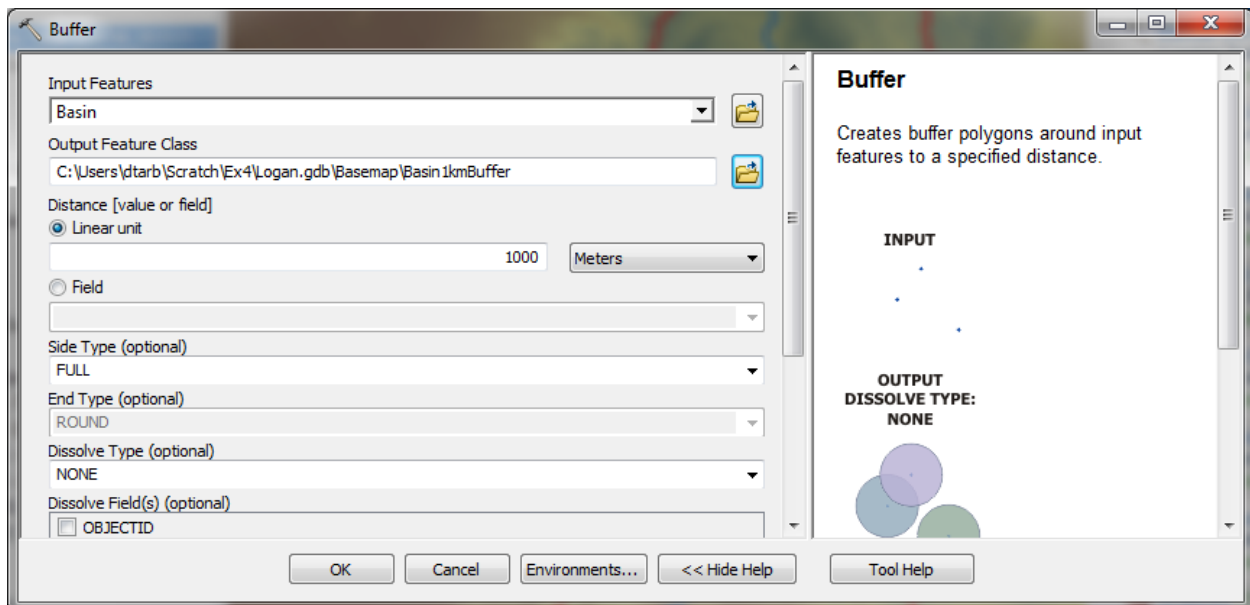 Buffer
Input Features
Basin
Output Feature Class
C:\Users\dtarb\Scratch\Ex4\Logan.gdb\Basemap\Basin1kmBuffer
Distance [value or field]
Linear unit
1000 Meters
Field
Side Type (optional)
FULL
End Type (optional)
ROUND
Dissolve Type (optional)
NONE
Dissolve Field(s) (optional)
OBJECTID
Buffer
Creates buffer polygons around input
features to a specified distance.
INPUT
OUTPUT
DISSOLVE TYPE:
NONE
OK Cancel Environments... << Hide Help Tool Help